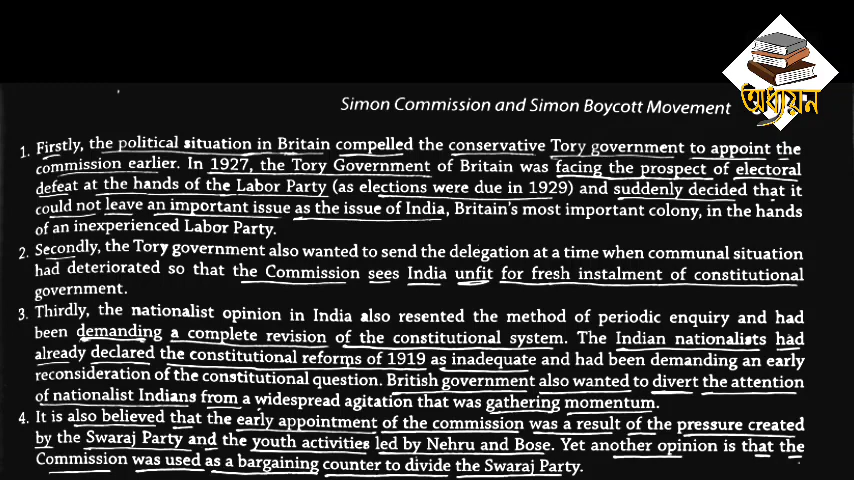 অধ্যয়ন
Simon Commission and Simon Boycott Movement
1. Firstly, the political situation in Britain compelled the conservative Tory government to appoint the
commission earlier. In 1927, the Tory Government of Britain was facing the prospect of electoral
defeat at the hands of the Labor Party (as elections were due in 1929) and suddenly decided that it
could not leave an important issue as the issue of India, Britain's most important colony, in the hands
of an inexperienced Labor Party.
2. Secondly, the Tory government also wanted to send the delegation at a time when communal situation
had deteriorated so that the Commission sees India unfit for fresh instalment of constitutional
government.
3. Thirdly, the nationalist opinion in India also resented the method of periodic enquiry and had
been demanding a complete revision of the constitutional system. The Indian nationalists had
already declared the constitutional reforms of 1919 as inadequate and had been demanding an early
reconsideration of the constitutional question. British government also wanted to divert the attention
of nationalist Indians from a widespread agitation that was gathering momentum.
4. It is also believed that the early appointment of the commission was a result of the pressure created
by the Swaraj Party and the youth activities led by Nehru and Bose. Yet another opinion is that the
Commission was used as a bargaining counter to divide the Swaraj Party.